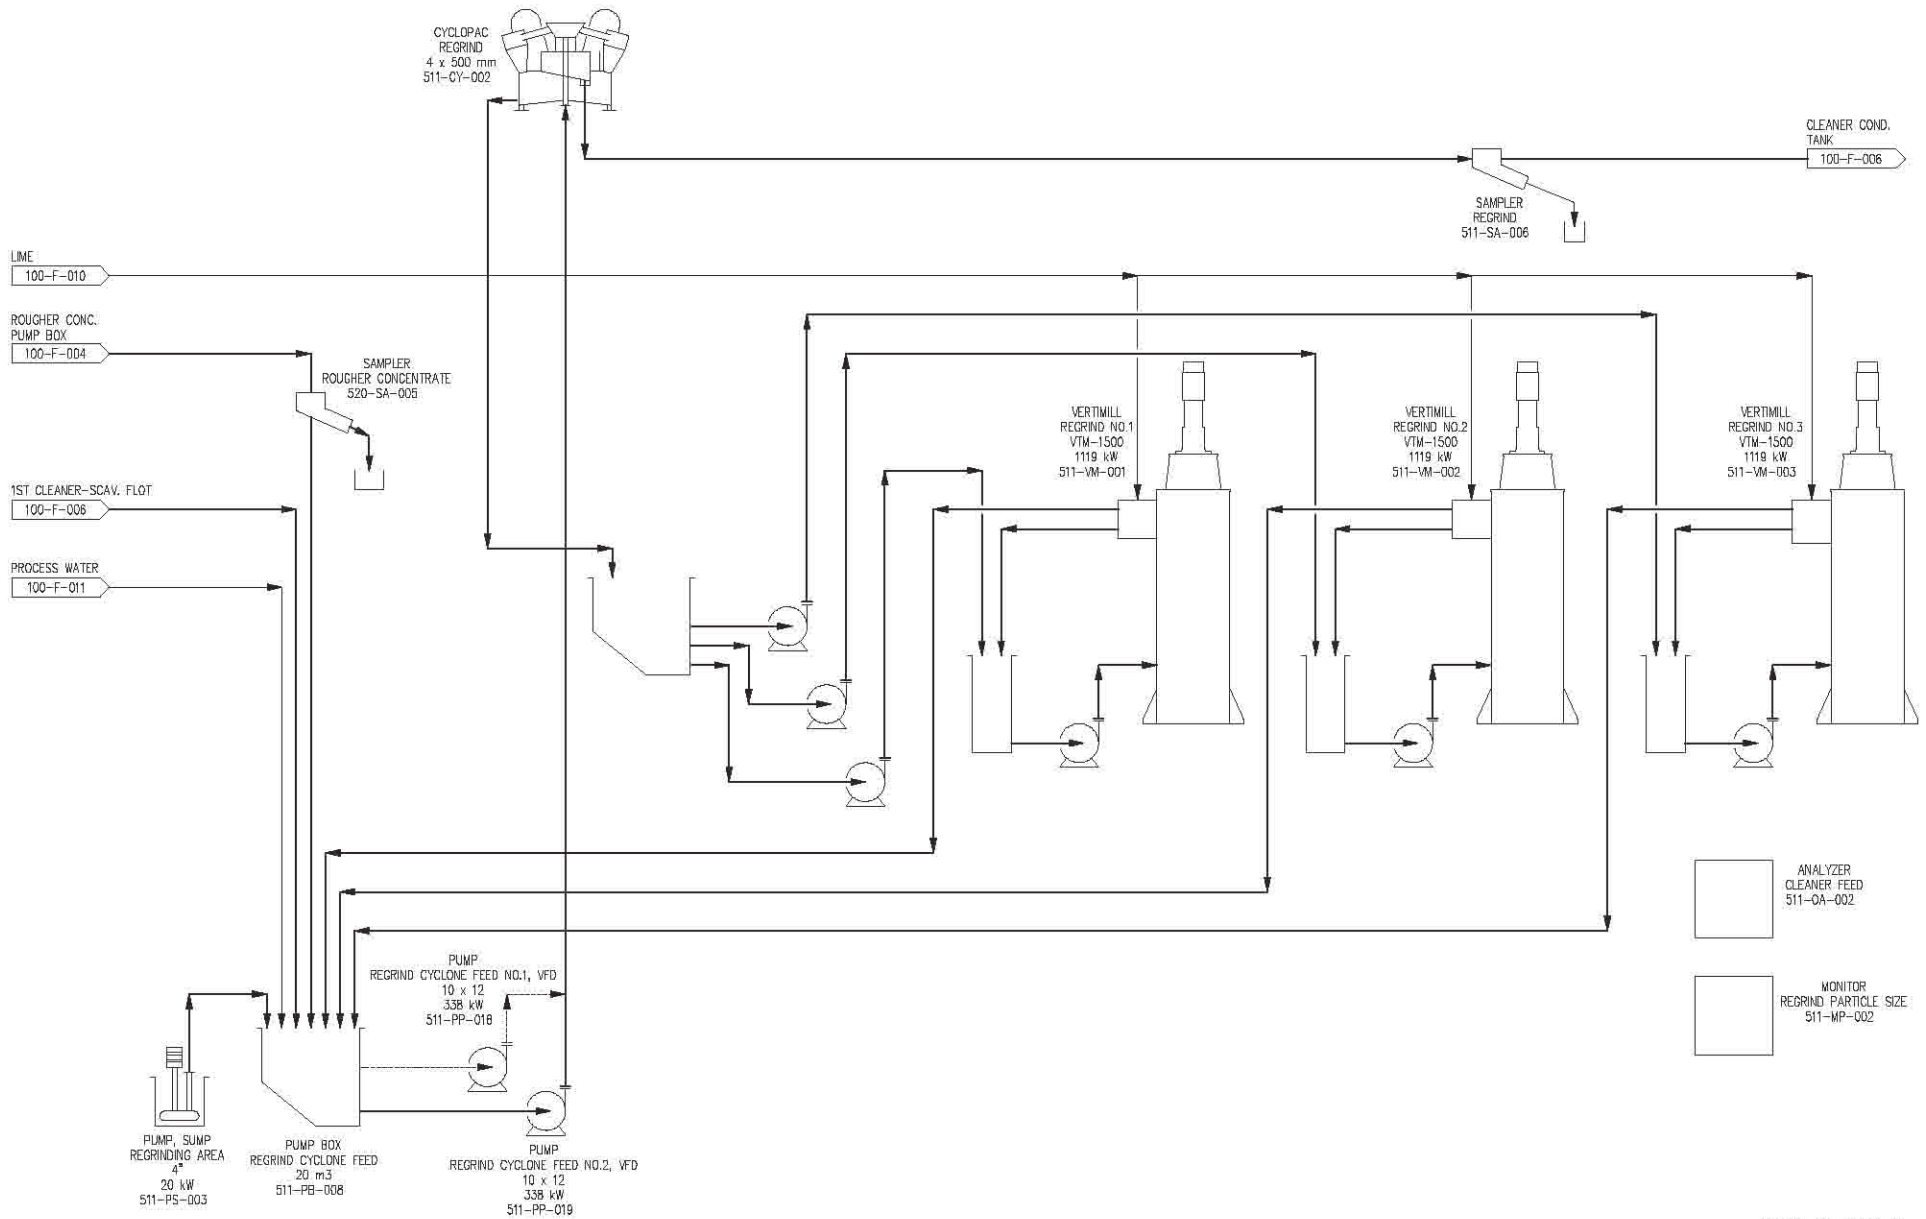 CYCLOPAC
REGRIND
4 x 500 mm
511-CY-002
CLEANER COND.
TANK
100-F-006
SAMPLER
REGRIND
511-SA-006
LIME
100-F-010
ROUGHER CONC.
PUMP BOX
100-F-004
SAMPLER
ROUGHER CONCENTRATE
520-SA-005
VERTIMILL
REGRIND NO.1
VTM-1500
1119 kW
511-VM-001
VERTIMILL
REGRIND NO.2
VTM-1500
1119 kW
511-VM-002
VERTIMILL
REGRIND NO.3
VTM-1500
1119 kW
511-VM-003
1ST CLEANER-SCAV. FLOT
100-F-006
PROCESS WATER
100-F-011
ANALYZER
CLEANER FEED
511-OA-002
MONITOR
REGRIND PARTICLE SIZE
511-MP-002
PUMP
REGRIND CYCLONE FEED NO.1, VFD
10 x 12
338 kW
511-PP-018
PUMP, SUMP
REGRINDING AREA
4"
20 kW
511-PS-003
PUMP BOX
REGRIND CYCLONE FEED
20 m3
511-PB-008
PUMP
REGRIND CYCLONE FEED NO.2, VFD
10 x 12
338 kW
511-PP-019